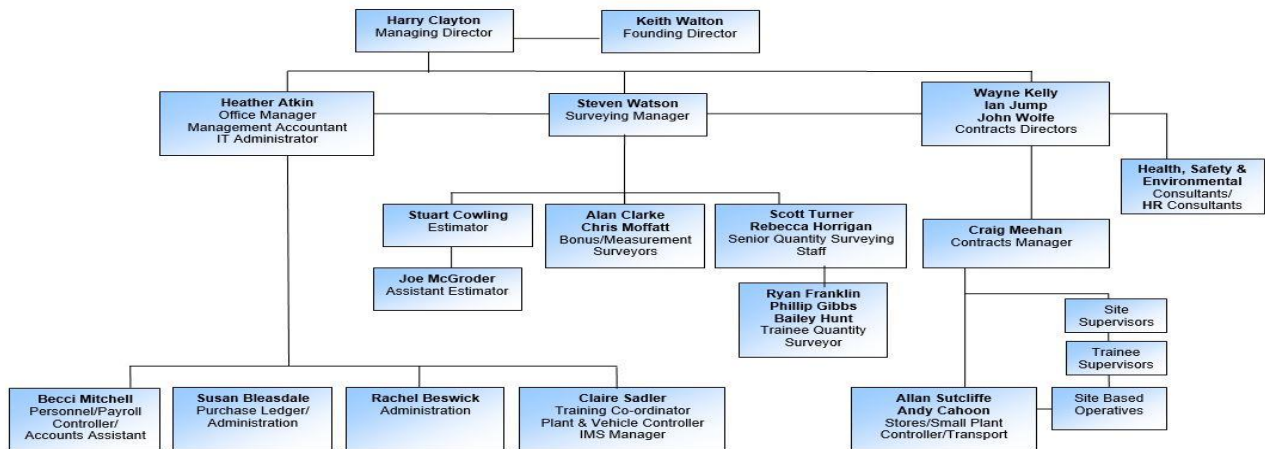 Harry Clayton
Managing Director
Keith Walton
Founding Director
Heather Atkin
Office Manager
Management Accountant
IT Administrator
Steven Watson
Surveying Manager
Wayne Kelly
Ian Jump
John Wolfe
Contracts Directors
Health, Safety &
Environmental
Consultants/
HR Consultants
Stuart Cowling
Estimator
Alan Clarke
Chris Moffatt
Bonus/Measurement
Surveyors
Scott Turner
Rebecca Horrigan
Senior Quantity Surveying
Staff
Craig Meehan
Contracts Manager
Joe McGroder
Assistant Estimator
Ryan Franklin
Phillip Gibbs
Bailey Hunt
Trainee Quantity
Surveyor
Site
Supervisors
Trainee
Supervisors
Becci Mitchell
Personnel/Payroll
Controller/
Accounts Assistant
Susan Bleasdale
Purchase Ledger/
Administration
Rachel Beswick
Administration
Claire Sadler
Training Co-ordinator
Plant & Vehicle Controller
IMS Manager
Allan Sutcliffe
Andy Cahoon
Stores/Small Plant
Controller/Transport
Site Based
Operatives